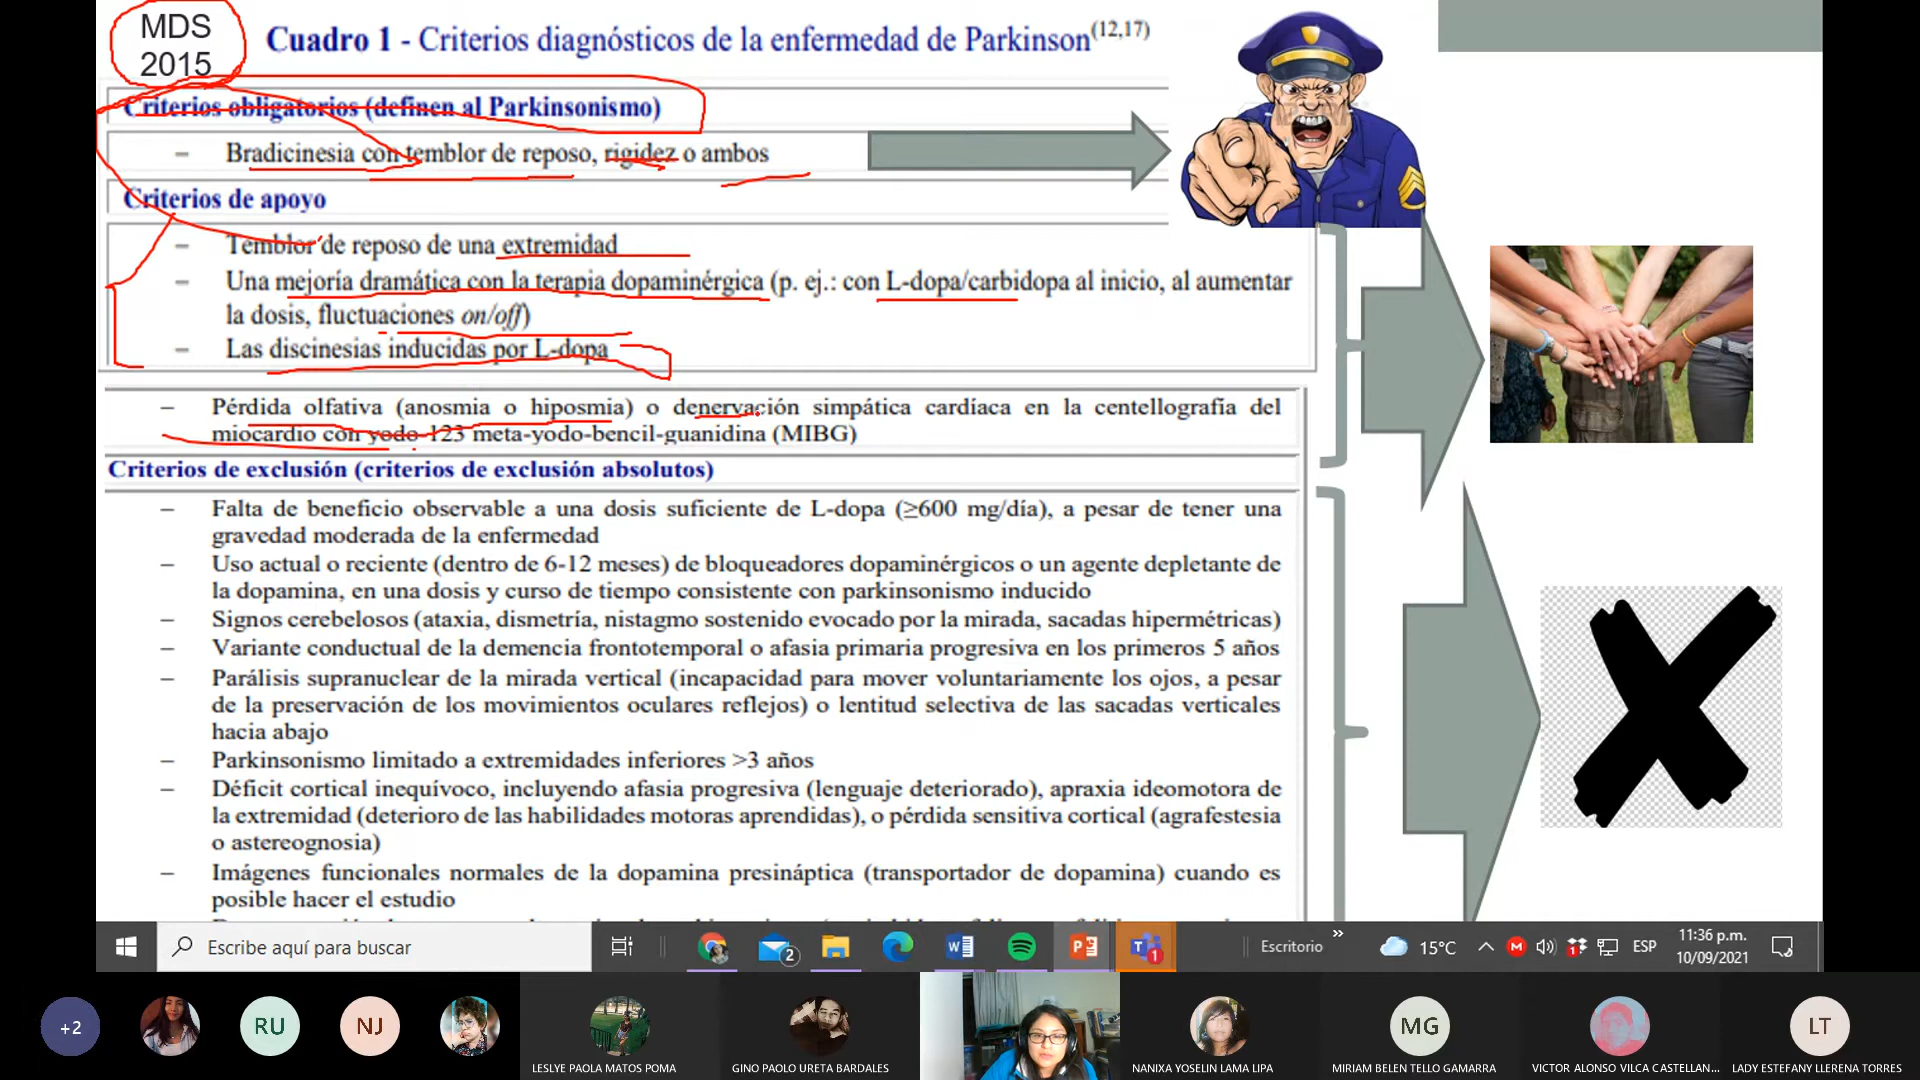 MDS
2015
Cuadro 1 - Criterios diagnósticos de la enfermedad de Parkinson(12,17)
Criterios obligatorios (definen al Parkinsonismo)
– Bradicinesia con temblor de reposo, rigidez o ambos
Criterios de apoyo
– Temblor de reposo de una extremidad
– Una mejoría dramática con la terapia dopaminérgica (p. ej.: con L-dopa/carbidopa al inicio, al aumentar
la dosis, fluctuaciones on/off)
– Las discinesias inducidas por L-dopa
– Pérdida olfativa (anosmia o hiposmia) o denervación simpática cardíaca en la centellografía del
miocardio con yodo-123 meta-yodo-bencil-guanidina (MIBG)
Criterios de exclusión (criterios de exclusión absolutos)
– Falta de beneficio observable a una dosis suficiente de L-dopa (≥600 mg/día), a pesar de tener una
gravedad moderada de la enfermedad
– Uso actual o reciente (dentro de 6-12 meses) de bloqueadores dopaminérgicos o un agente depletante de
la dopamina, en una dosis y curso de tiempo consistente con parkinsonismo inducido
– Signos cerebelosos (ataxia, dismetría, nistagmo sostenido evocado por la mirada, sacadas hipermétricas)
– Variante conductual de la demencia frontotemporal o afasia primaria progresiva en los primeros 5 años
– Parálisis supranuclear de la mirada vertical (incapacidad para mover voluntariamente los ojos, a pesar
de la preservación de los movimientos oculares reflejos) o lentitud selectiva de las sacadas verticales
hacia abajo
– Parkinsonismo limitado a extremidades inferiores >3 años
– Déficit cortical inequívoco, incluyendo afasia progresiva (lenguaje deteriorado), apraxia ideomotora de
la extremidad (deterioro de las habilidades motoras aprendidas), o pérdida sensitiva cortical (agrafestesia
o astereognosia)
– Imágenes funcionales normales de la dopamina presináptica (transportador de dopamina) cuando es
posible hacer el estudio
Escribe aquí para buscar
2
1
Escritorio
15°C
ESP
11:36 p.m.
10/09/2021
+2
RU
NJ
MG
LT
LESLYE PAOLA MATOS POMA
GINO PAOLO URETA BARDALES
NANIXA YOSELIN LAMA LIPA
MIRIAM BELEN TELLO GAMARRA
VICTOR ALONSO VILCA CASTELLAN...
LADY ESTEFANY LLERENA TORRES